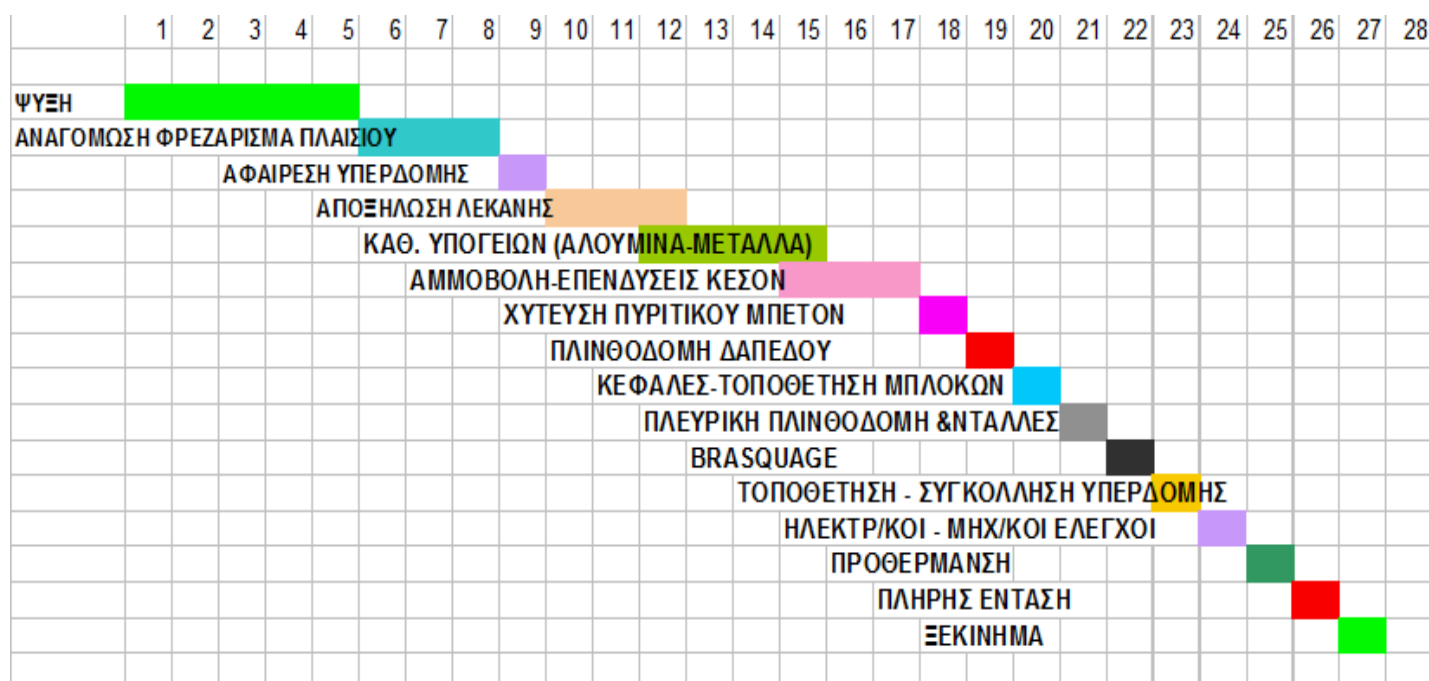 1 2 3 4 5 6 7 8 9 10 11 12 13 14 15 16 17 18 19 20 21 22 23 24 25 26 27 28
ΨΥΞΗ
ΑΝΑΓΟΜΩΣΗ ΦΡΕΖΑΡΙΣΜΑ ΠΛΑΙΣΙΟΥ
ΑΦΑΙΡΕΣΗ ΥΠΕΡΔΟΜΗΣ
ΑΠΟΞΗΛΩΣΗ ΛΕΚΑΝΗΣ
ΚΑΘ. ΥΠΟΓΕΙΩΝ (ΑΛΟΥΜΙΝΑ-ΜΕΤΑΛΛΑ)
ΑΜΜΟΒΟΛΗ-ΕΠΕΝΔΥΣΕΙΣ ΚΕΣΟΝ
ΧΥΤΕΥΣΗ ΠΥΡΙΤΙΚΟΥ ΜΠΕΤΟΝ
ΠΛΙΝΘΟΔΟΜΗ ΔΑΠΕΔΟΥ
ΚΕΦΑΛΕΣ-ΤΟΠΟΘΕΤΗΣΗ ΜΠΛΟΚΩΝ
ΠΛΕΥΡΙΚΗ ΠΛΙΝΘΟΔΟΜΗ &ΝΤΑΛΛΕΣ
BRASQUAGE
ΤΟΠΟΘΕΤΗΣΗ - ΣΥΓΚΟΛΛΗΣΗ ΥΠΕΡΔΟΜΗΣ
ΗΛΕΚΤΡ/ΚΟΙ - ΜΗΧ/ΚΟΙ ΕΛΕΓΧΟΙ
ΠΡΟΘΕΡΜΑΝΣΗ
ΠΛΗΡΗΣ ΕΝΤΑΣΗ
ΞΕΚΙΝΗΜΑ